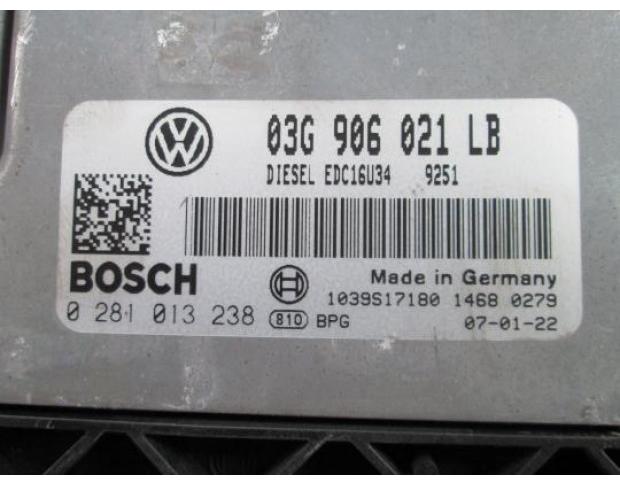 VW
03G 906 021 LB
DIESEL EDC16U34 9251
BOSCH
Made in Germany
1039S17180 1468 0279
0 281 013 238 810 BPG 07-01-22